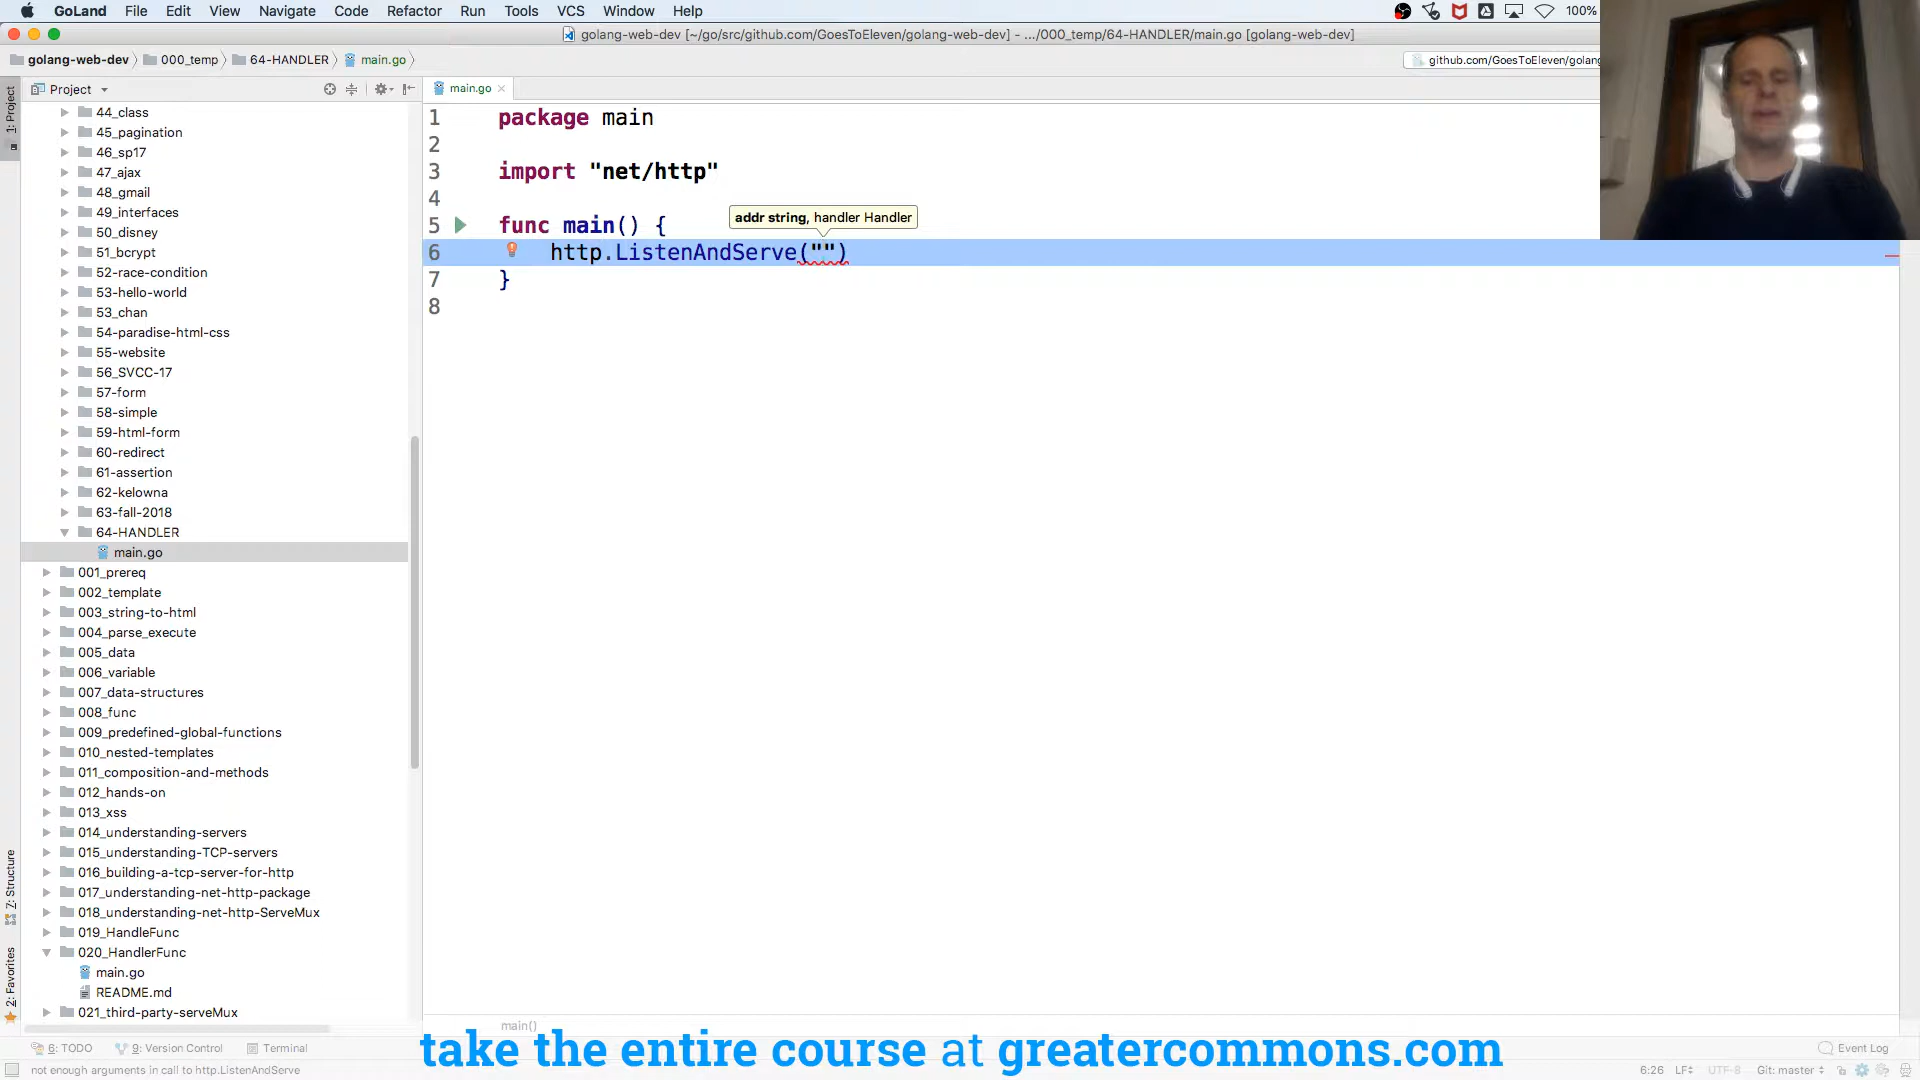 GoLand File Edit View Navigate Code Refactor Run Tools VCS Window Help 100%
golang-web-dev [~/go/src/github.com/GoesToEleven/golang-web-dev] - .../000_temp/64-HANDLER/main.go [golang-web-dev]
golang-web-dev 000_temp 64-HANDLER main.go github.com/GoesToEleven/golang
1: Project
Project
main.go
44_class
45_pagination
46_sp17
47_ajax
48_gmail
49_interfaces
50_disney
51_bcrypt
52-race-condition
53-hello-world
53_chan
54-paradise-html-css
55-website
56_SVCC-17
57-form
58-simple
59-html-form
60-redirect
61-assertion
62-kelowna
63-fall-2018
64-HANDLER
main.go
001_prereq
002_template
003_string-to-html
004_parse_execute
005_data
006_variable
007_data-structures
008_func
009_predefined-global-functions
010_nested-templates
011_composition-and-methods
012_hands-on
013_xss
014_understanding-servers
015_understanding-TCP-servers
016_building-a-tcp-server-for-http
017_understanding-net-http-package
018_understanding-net-http-ServeMux
019_HandleFunc
020_HandlerFunc
main.go
README.md
021_third-party-serveMux
7: Structure
2: Favorites
1 package main
2
3 import "net/http"
4
addr string, handler Handler
5 func main() {
6 http.ListenAndServe("")
7 }
8
main()
6: TODO 9: Version Control Terminal
take the entire course at greatercommons.com
Event Log
not enough arguments in call to http.ListenAndServe
6:26 LF UTF-8 Git: master